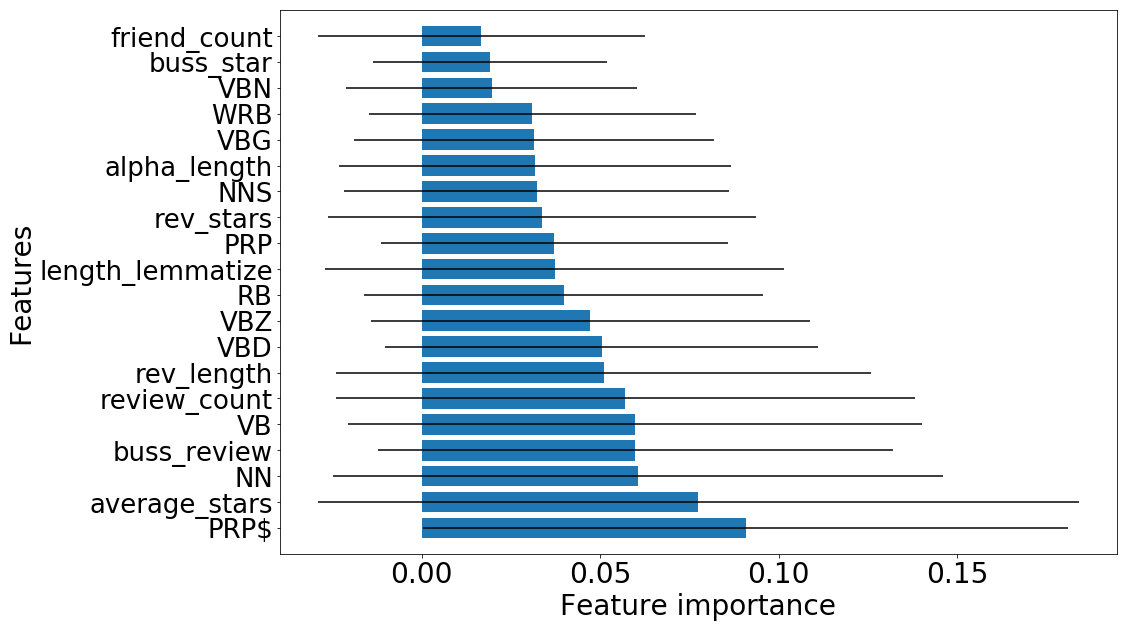 friend_count
buss_star
VBN
WRB
VBG
alpha_length
NNS
rev_stars
PRP
length_lemmatize
RB
VBZ
VBD
rev_length
review_count
VB
buss_review
NN
average_stars
PRP$
Features
0.00 0.05 0.10 0.15
Feature importance